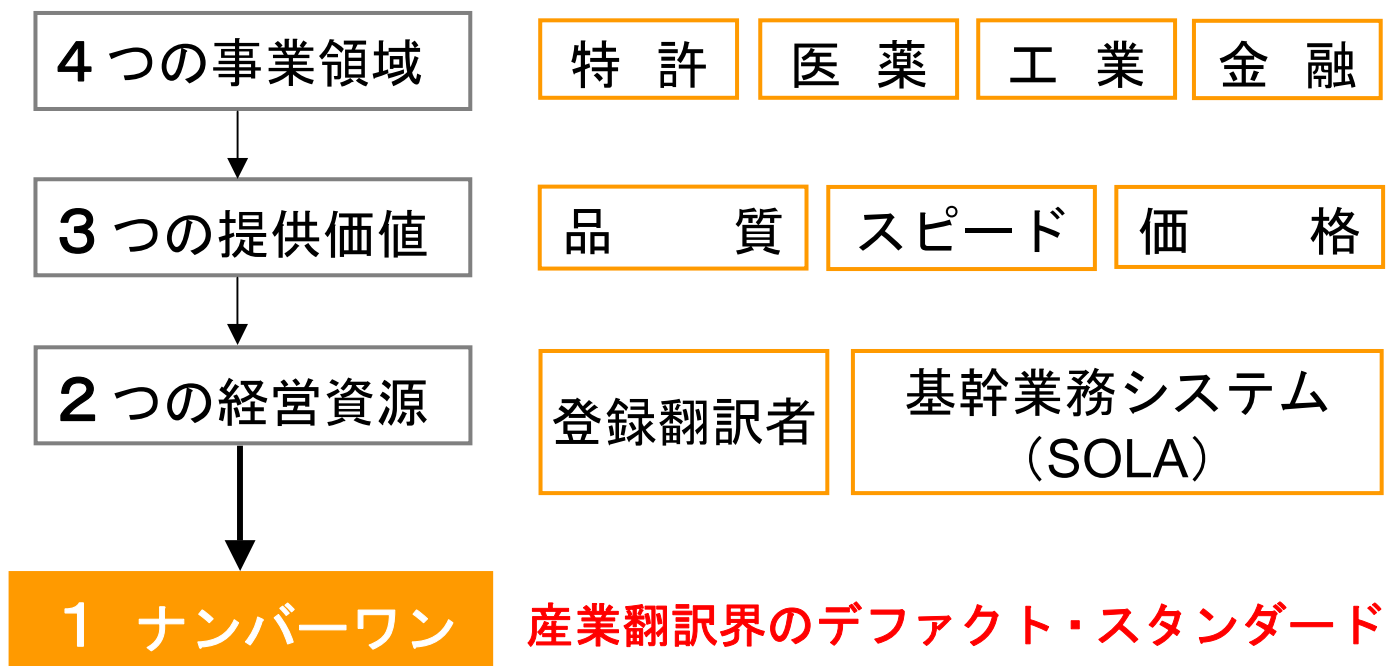 4つの事業領域 特許 医薬 工業 金融
3つの提供価値 品質 スピード 価格
2つの経営資源 登録翻訳者 基幹業務システム
（SOLA）
1 ナンバーワン 産業翻訳界のデファクト・スタンダード